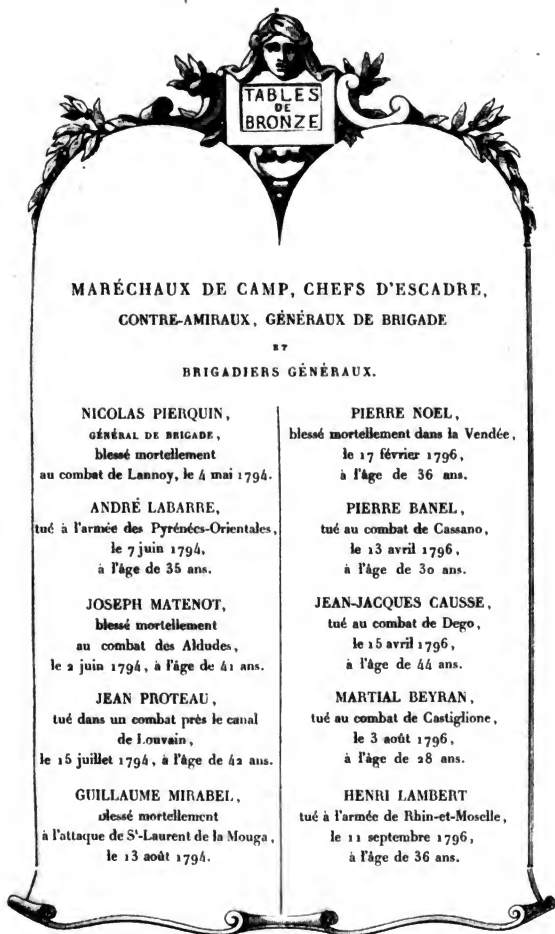 TABLES
DE
BRONZE
MARÉCHAUX DE CAMP, CHEFS D'ESCADRE,
CONTRE-AMIRAUX, GÉNÉRAUX DE BRIGADE
ET
BRIGADIERS GÉNÉRAUX.
NICOLAS PIERQUIN,
GÉNÉRAL DE BRIGADE,
blessé mortellement
au combat de Lannoy, le 4 mai 1794.
ANDRÉ LABARRE,
tué à l'armée des Pyrénées-Orientales,
le 7 juin 1794,
à l'âge de 35 ans.
JOSEPH MATENOT,
blessé mortellement
au combat des Aldudes,
le 2 juin 1794, à l'âge de 41 ans.
JEAN PROTEAU,
tué dans un combat près le canal
de Louvain,
le 15 juillet 1794, à l'âge de 42 ans.
GUILLAUME MIRABEL,
blessé mortellement
à l'attaque de St-Laurent de la Mouga,
le 13 août 1794.
PIERRE NOEL,
blessé mortellement dans la Vendée,
le 17 février 1796,
à l'âge de 36 ans.
PIERRE BANEL,
tué au combat de Cassano,
le 13 avril 1796,
à l'âge de 30 ans.
JEAN-JACQUES CAUSSE,
tué au combat de Dego,
le 15 avril 1796,
à l'âge de 44 ans.
MARTIAL BEYRAN,
tué au combat de Castiglione,
le 3 août 1796,
à l'âge de 28 ans.
HENRI LAMBERT
tué à l'armée de Rhin-et-Moselle,
le 11 septembre 1796,
à l'âge de 36 ans.